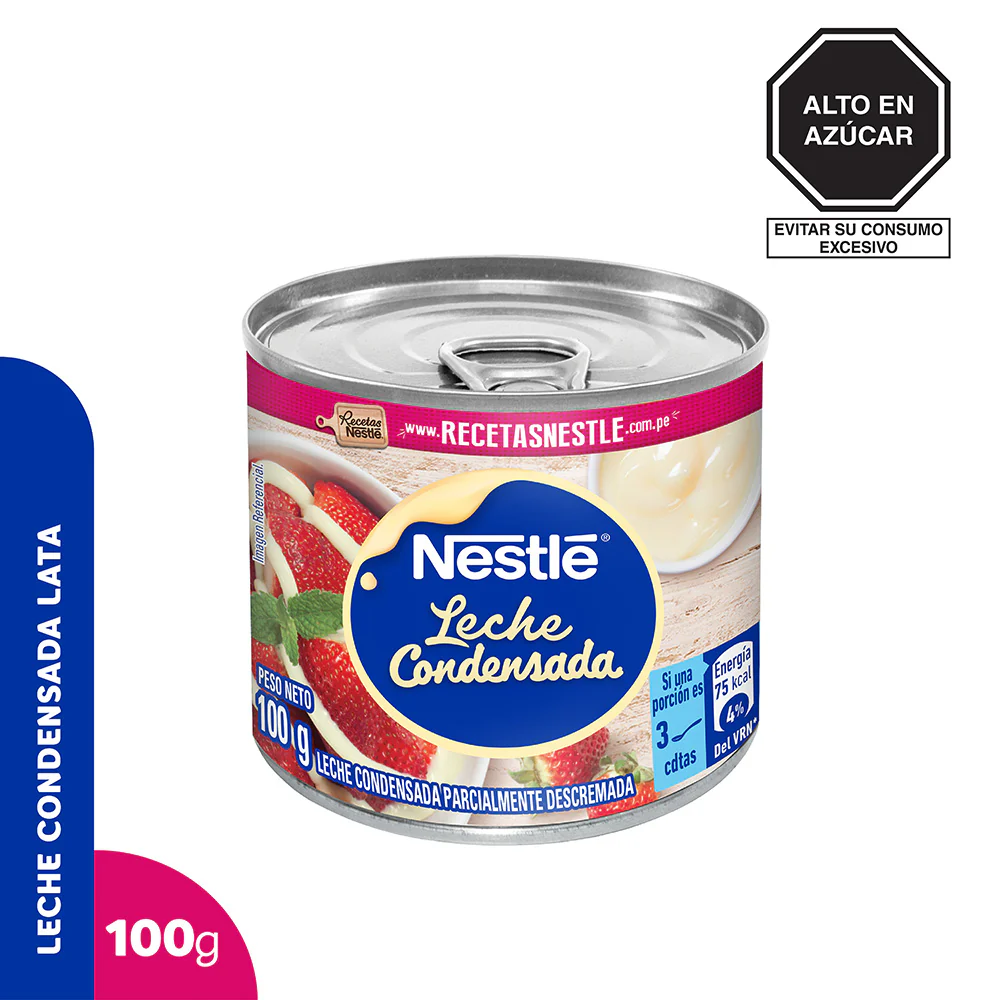 ALTO EN
AZÚCAR
EVITAR SU CONSUMO
EXCESIVO
Recetas
Nestlé.
www.RECETASNESTLE.com.pe
Imagen Referencial.
Nestlé®
Leche
Condensada
PESO NETO
100 g
LECHE CONDENSADA PARCIALMENTE DESCREMADA
Si una
porción es
3
cdtas
Energía
75 kcal
4%
Del VRN*
LECHE CONDENSADA LATA
100g